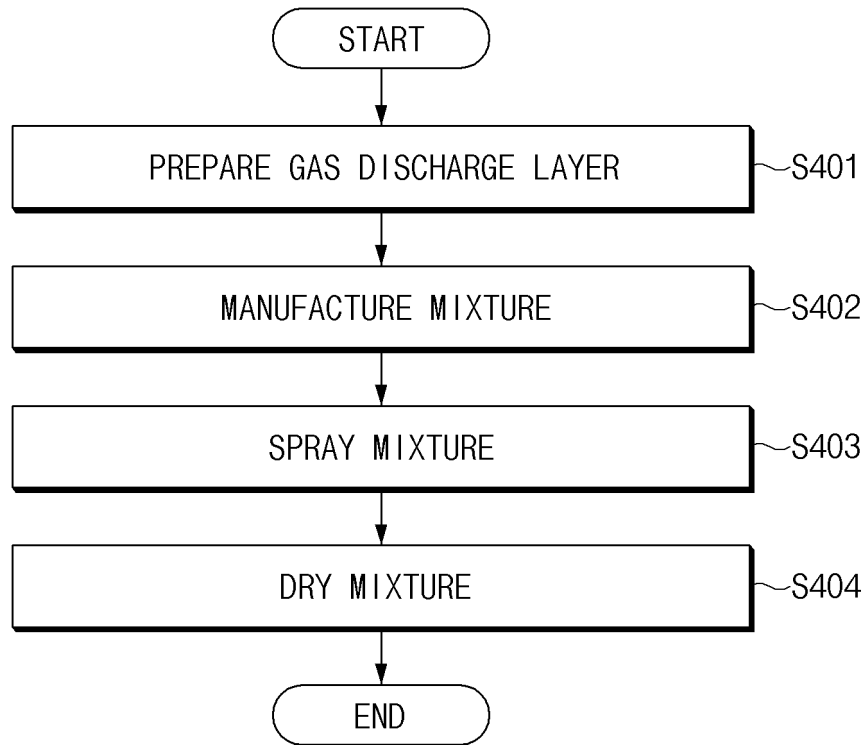 START
PREPARE GAS DISCHARGE LAYER S401
MANUFACTURE MIXTURE S402
SPRAY MIXTURE S403
DRY MIXTURE S404
END